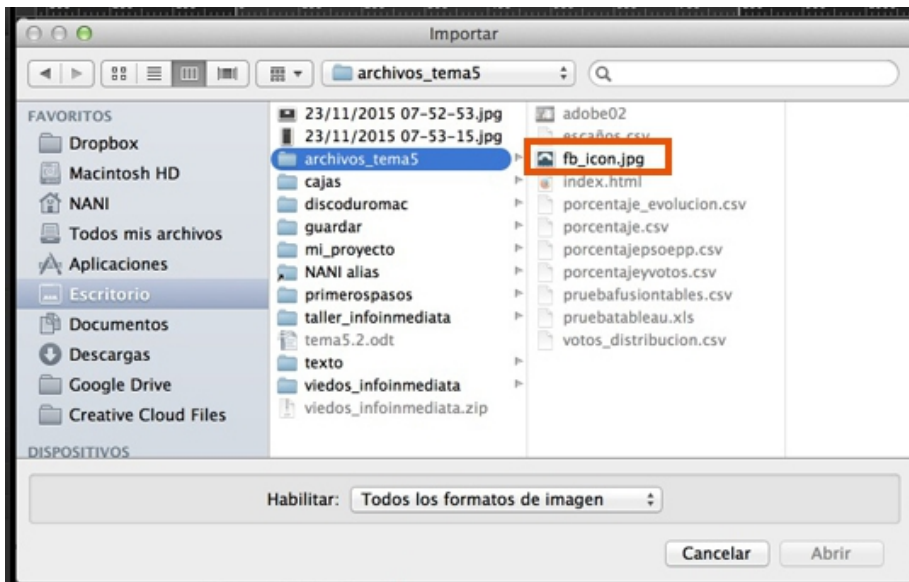 Importar
archivos_tema5
FAVORITOS
Dropbox
Macintosh HD
NANI
Todos mis archivos
Aplicaciones
Escritorio
Documentos
Descargas
Google Drive
Creative Cloud Files
DISPOSITIVOS
23/11/2015 07-52-53.jpg
23/11/2015 07-53-15.jpg
archivos_tema5
cajas
discoduromac
guardar
mi_proyecto
NANI alias
primerospasos
taller_infoinmediata
tema5.2.odt
texto
viedos_infoinmediata
viedos_infoinmediata.zip
adobe02
escaños.csv
fb_icon.jpg
index.html
porcentaje_evolucion.csv
porcentaje.csv
porcentajepsoepp.csv
porcentajeyvotos.csv
pruebafusiontables.csv
pruebatableau.xls
votos_distribucion.csv
Habilitar: Todos los formatos de imagen
Cancelar Abrir